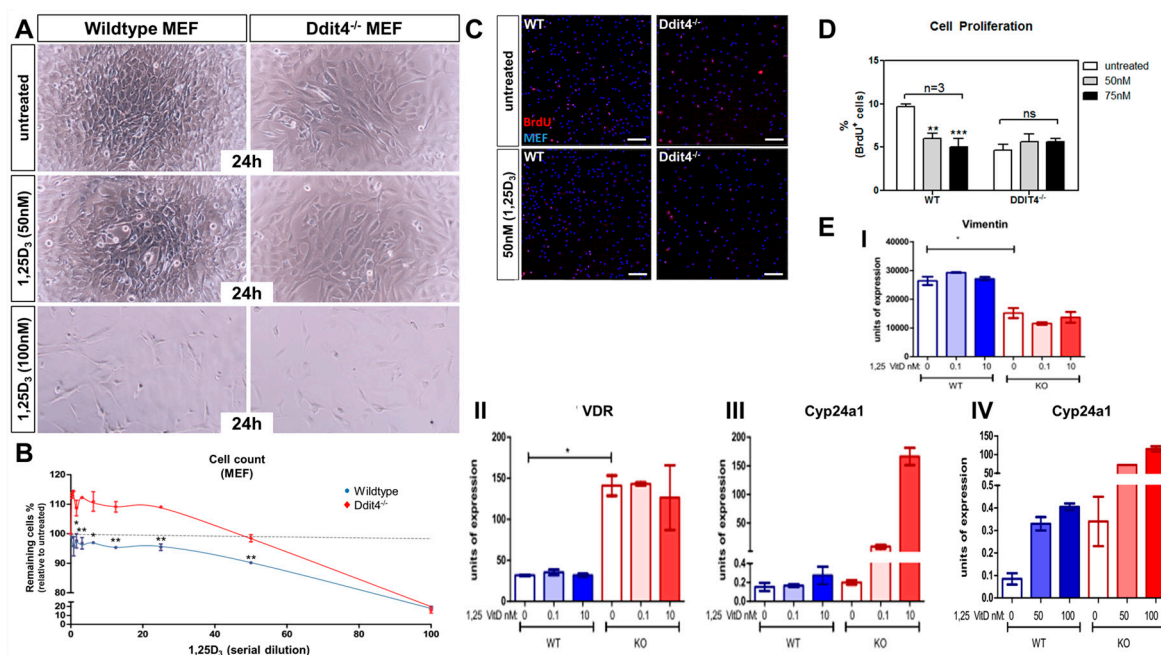 A
Wildtype MEF
Ddit4-/- MEF
untreated
24h
1,25D3 (50nM)
24h
1,25D3 (100nM)
24h
B
Cell count
(MEF)
Wildtype
Ddit4-/-
Remaining cells %
(relative to untreated)
120
110
100
90
80
20
10
0
*
**
*
**
**
**
0
20
40
60
80
100
1,25D3 (serial dilution)
C
untreated
WT
Ddit4-/-
BrdU
MEF
50nM (1,25D3)
WT
Ddit4-/-
D
Cell Proliferation
untreated
50nM
75nM
%
(BrdU+ cells)
15
10
5
0
n=3
**
***
ns
WT
DDIT4-/-
E
I
Vimentin
units of expression
40000
30000
20000
10000
0
*
1,25 VitD nM: 0 0.1 10 0 0.1 10
WT KO
II
VDR
units of expression
200
150
100
50
0
*
1,25 VitD nM: 0 0.1 10 0 0.1 10
WT KO
III
Cyp24a1
units of expression
200
150
100
50
0.4
0.2
0.0
1,25 VitD nM: 0 0.1 10 0 0.1 10
WT KO
IV
Cyp24a1
units of expression
150
100
50
0.5
0.4
0.3
0.2
0.1
0.0
1,25 VitD nM: 0 50 100 0 50 100
WT KO